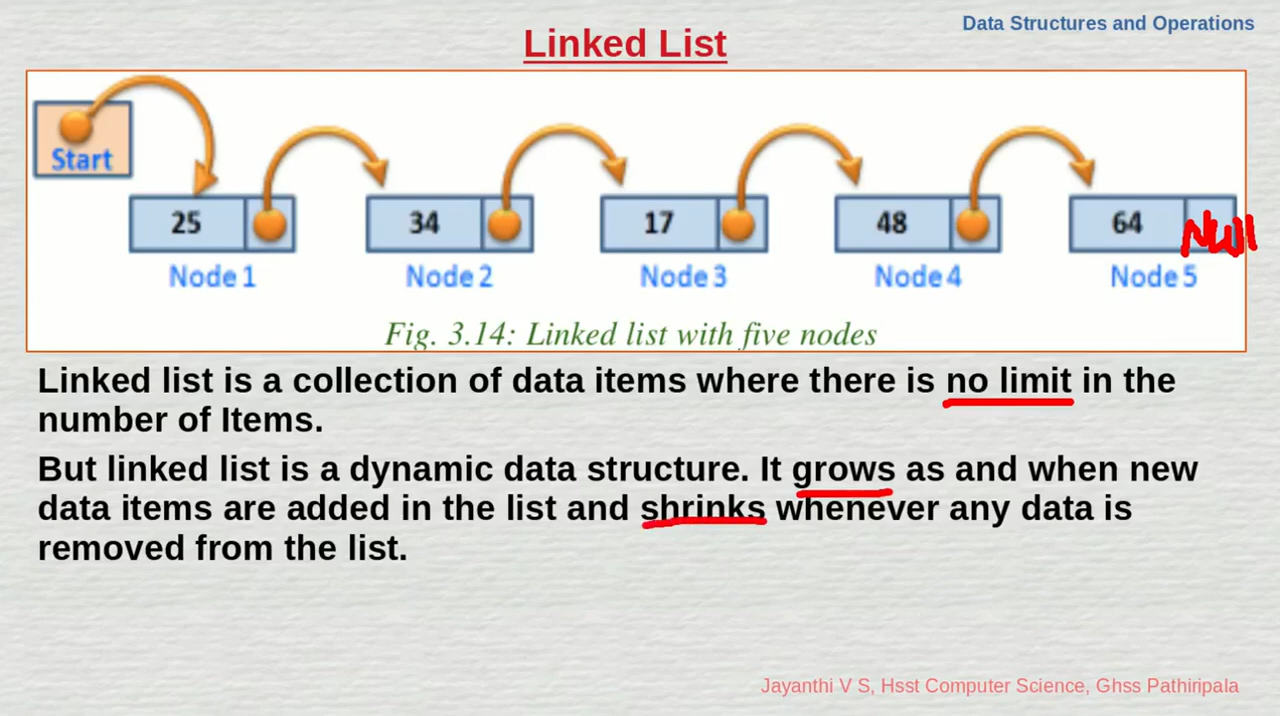 Data Structures and Operations
Linked List
Start
25
34
17
48
64
Null
Node 1
Node 2
Node 3
Node 4
Node 5
Fig. 3.14: Linked list with five nodes
Linked list is a collection of data items where there is no limit in the
number of Items.
But linked list is a dynamic data structure. It grows as and when new
data items are added in the list and shrinks whenever any data is
removed from the list.
Jayanthi V S, Hsst Computer Science, Ghss Pathiripala